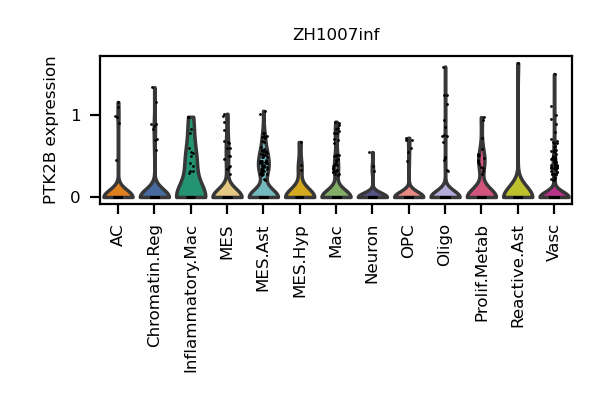 ZH1007inf
PTK2B expression
1
0
AC
Chromatin.Reg
Inflammatory.Mac
MES
MES.Ast
MES.Hyp
Mac
Neuron
OPC
Oligo
Prolif.Metab
Reactive.Ast
Vasc